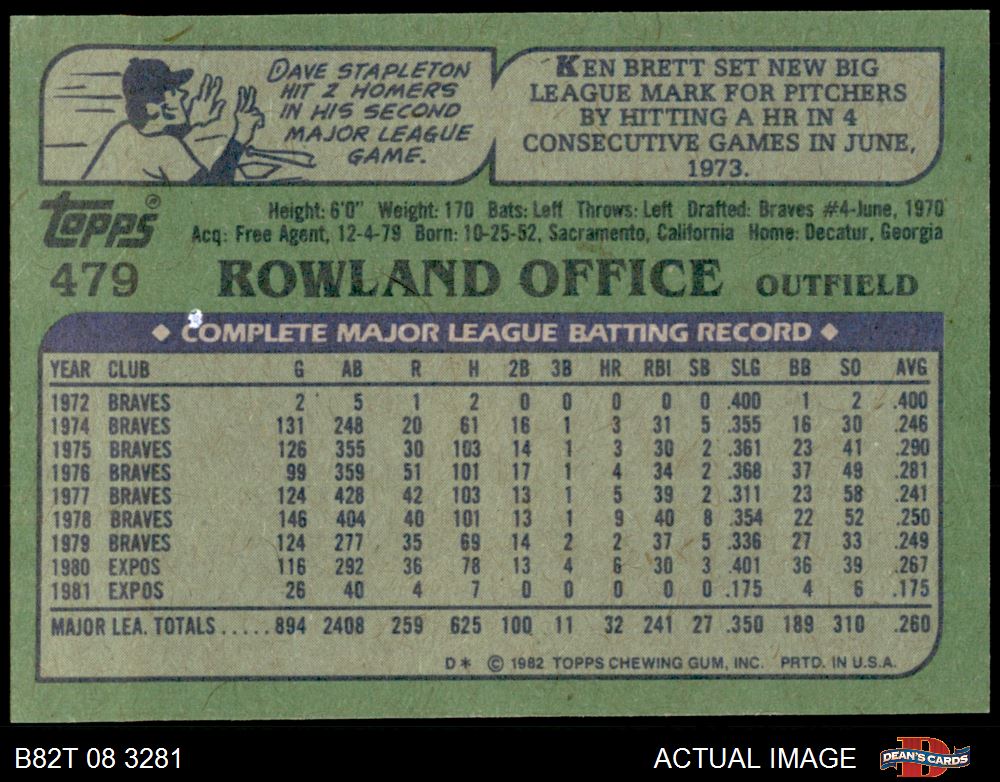 DAVE STAPLETON
HIT 2 HOMERS
IN HIS SECOND
MAJOR LEAGUE
GAME.
KEN BRETT SET NEW BIG
LEAGUE MARK FOR PITCHERS
BY HITTING A HR IN 4
CONSECUTIVE GAMES IN JUNE,
1973.
Topps®
Height: 6'0" Weight: 170 Bats: Left Throws: Left Drafted: Braves #4-June, 1970
Acq: Free Agent, 12-4-79 Born: 10-25-52, Sacramento, California Home: Decatur, Georgia
479 ROWLAND OFFICE OUTFIELD
◆ COMPLETE MAJOR LEAGUE BATTING RECORD ◆
YEAR CLUB G AB R H 2B 3B HR RBI SB SLG BB SO AVG
1972 BRAVES 2 5 1 2 0 0 0 0 0 .400 1 2 .400
1974 BRAVES 131 248 20 61 16 1 3 31 5 .355 16 30 .246
1975 BRAVES 126 355 30 103 14 1 3 30 2 .361 23 41 .290
1976 BRAVES 99 359 51 101 17 1 4 34 2 .368 37 49 .281
1977 BRAVES 124 428 42 103 13 1 5 39 2 .311 23 58 .241
1978 BRAVES 146 404 40 101 13 1 9 40 8 .354 22 52 .250
1979 BRAVES 124 277 35 69 14 2 2 37 5 .336 27 33 .249
1980 EXPOS 116 292 36 78 13 4 6 30 3 .401 36 39 .267
1981 EXPOS 26 40 4 7 0 0 0 0 0 .175 4 6 .175
MAJOR LEA. TOTALS.....894 2408 259 625 100 11 32 241 27 .350 189 310 .260
D* © 1982 TOPPS CHEWING GUM, INC. PRTD. IN U.S.A.
B82T 08 3281 ACTUAL IMAGE DEAN'S CARDS